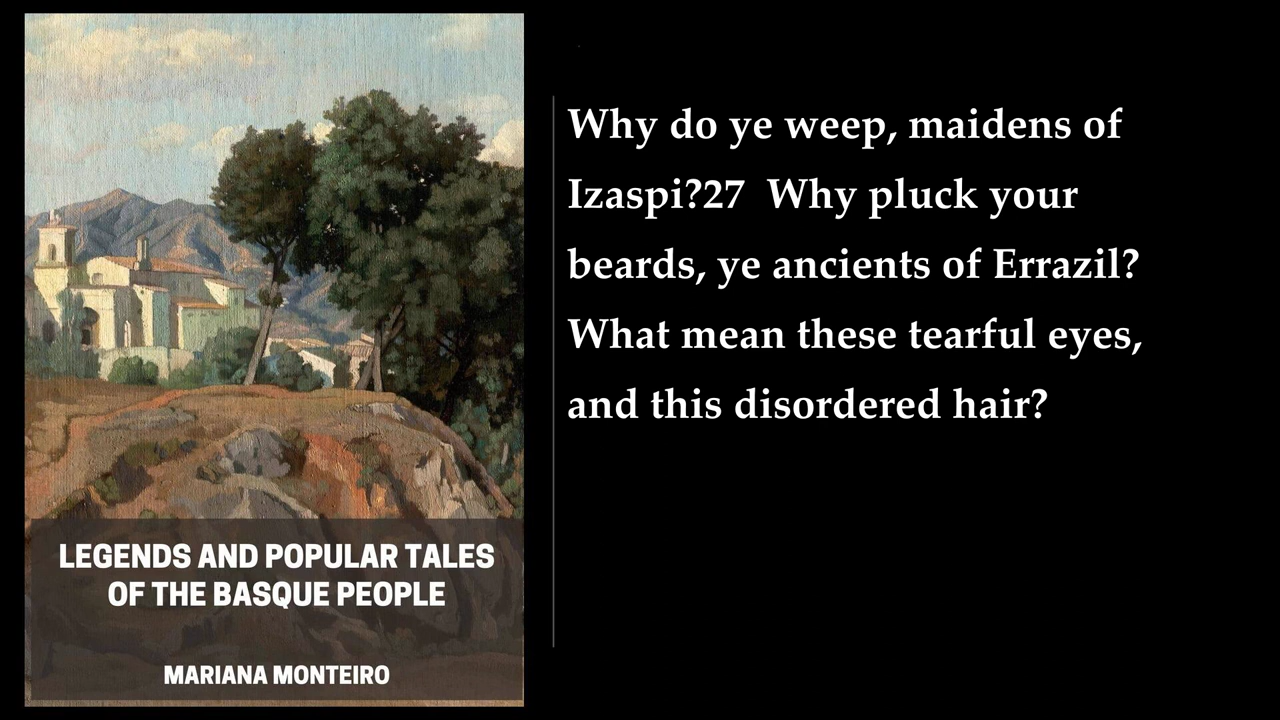 Why do ye weep, maidens of
Izaspi?27  Why pluck your
beards, ye ancients of Errazil?
What mean these tearful eyes,
and this disordered hair?
LEGENDS AND POPULAR TALES
OF THE BASQUE PEOPLE
MARIANA MONTEIRO